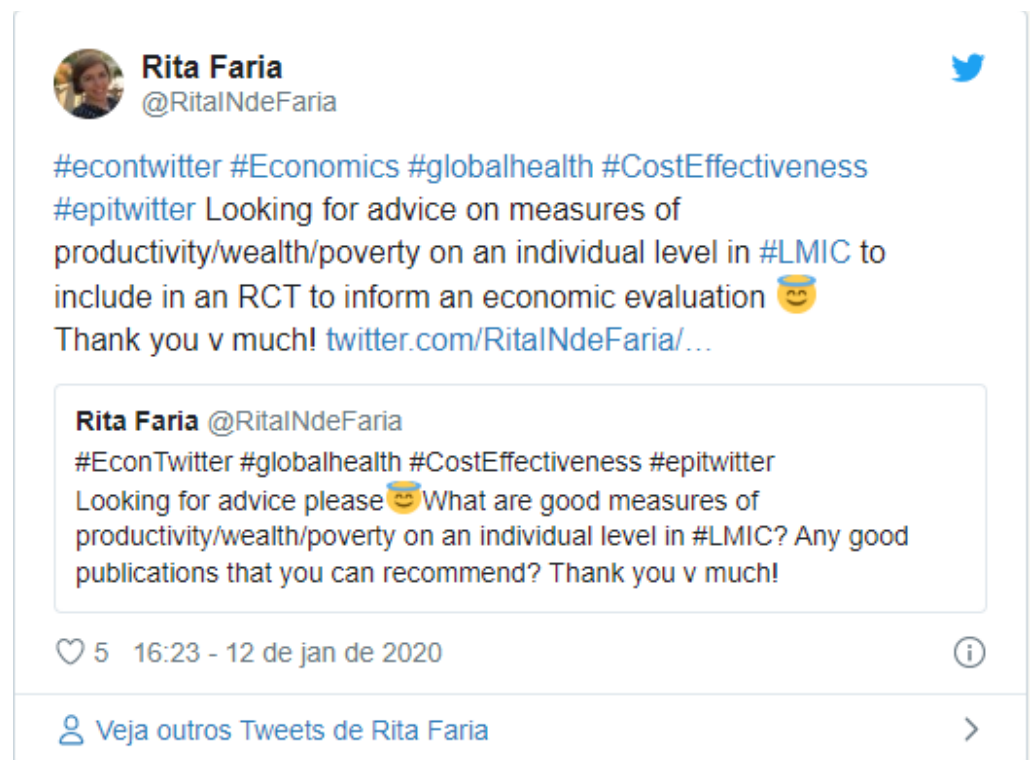 Rita Faria
@RitaINdeFaria
#econtwitter #Economics #globalhealth #CostEffectiveness
#epitwitter Looking for advice on measures of
productivity/wealth/poverty on an individual level in #LMIC to
include in an RCT to inform an economic evaluation 😇
Thank you v much! twitter.com/RitaINdeFaria/…
Rita Faria @RitaINdeFaria
#EconTwitter #globalhealth #CostEffectiveness #epitwitter
Looking for advice please😇What are good measures of
productivity/wealth/poverty on an individual level in #LMIC? Any good
publications that you can recommend? Thank you v much!
5 16:23 - 12 de jan de 2020
Veja outros Tweets de Rita Faria